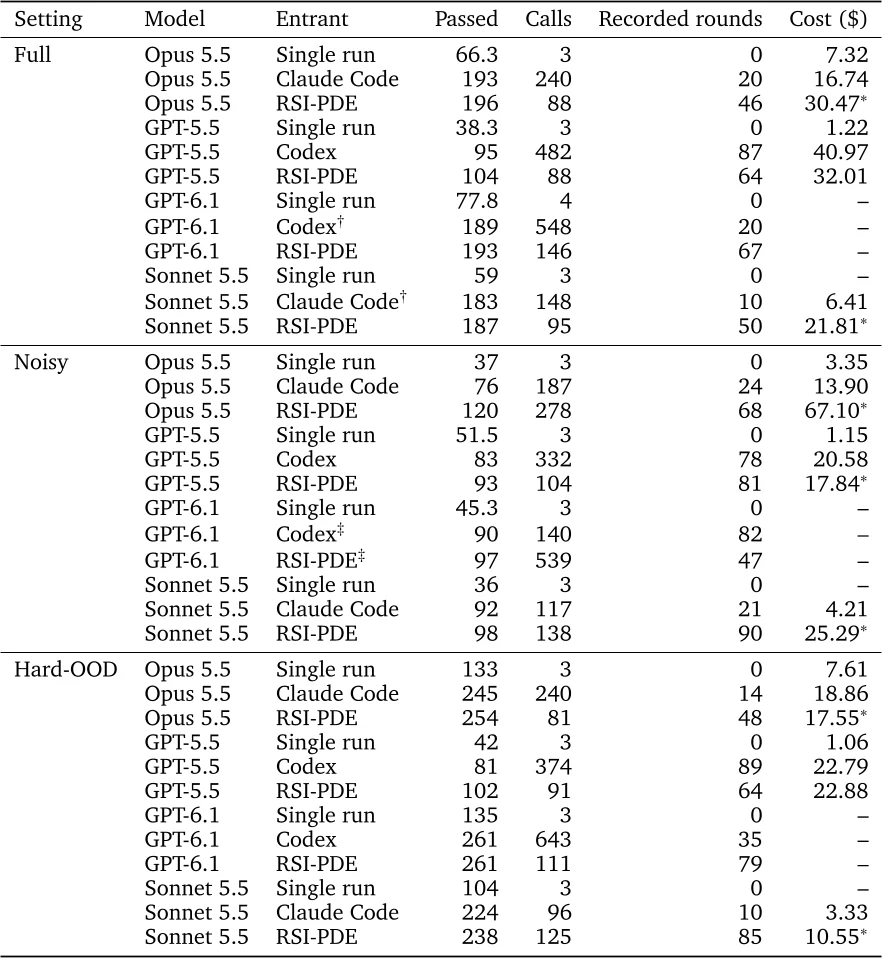 Setting Model Entrant Passed Calls Recorded rounds Cost ($)
Full Opus 5.5 Single run 66.3 3 0 7.32
Opus 5.5 Claude Code 193 240 20 16.74
Opus 5.5 RSI-PDE 196 88 46 30.47*
GPT-5.5 Single run 38.3 3 0 1.22
GPT-5.5 Codex 95 482 87 40.97
GPT-5.5 RSI-PDE 104 88 64 32.01
GPT-6.1 Single run 77.8 4 0 –
GPT-6.1 Codex† 189 548 20 –
GPT-6.1 RSI-PDE 193 146 67 –
Sonnet 5.5 Single run 59 3 0 –
Sonnet 5.5 Claude Code† 183 148 10 6.41
Sonnet 5.5 RSI-PDE 187 95 50 21.81*
Noisy Opus 5.5 Single run 37 3 0 3.35
Opus 5.5 Claude Code 76 187 24 13.90
Opus 5.5 RSI-PDE 120 278 68 67.10*
GPT-5.5 Single run 51.5 3 0 1.15
GPT-5.5 Codex 83 332 78 20.58
GPT-5.5 RSI-PDE 93 104 81 17.84*
GPT-6.1 Single run 45.3 3 0 –
GPT-6.1 Codex‡ 90 140 82 –
GPT-6.1 RSI-PDE‡ 97 539 47 –
Sonnet 5.5 Single run 36 3 0 –
Sonnet 5.5 Claude Code 92 117 21 4.21
Sonnet 5.5 RSI-PDE 98 138 90 25.29*
Hard-OOD Opus 5.5 Single run 133 3 0 7.61
Opus 5.5 Claude Code 245 240 14 18.86
Opus 5.5 RSI-PDE 254 81 48 17.55*
GPT-5.5 Single run 42 3 0 1.06
GPT-5.5 Codex 81 374 89 22.79
GPT-5.5 RSI-PDE 102 91 64 22.88
GPT-6.1 Single run 135 3 0 –
GPT-6.1 Codex 261 643 35 –
GPT-6.1 RSI-PDE 261 111 79 –
Sonnet 5.5 Single run 104 3 0 –
Sonnet 5.5 Claude Code 224 96 10 3.33
Sonnet 5.5 RSI-PDE 238 125 85 10.55*